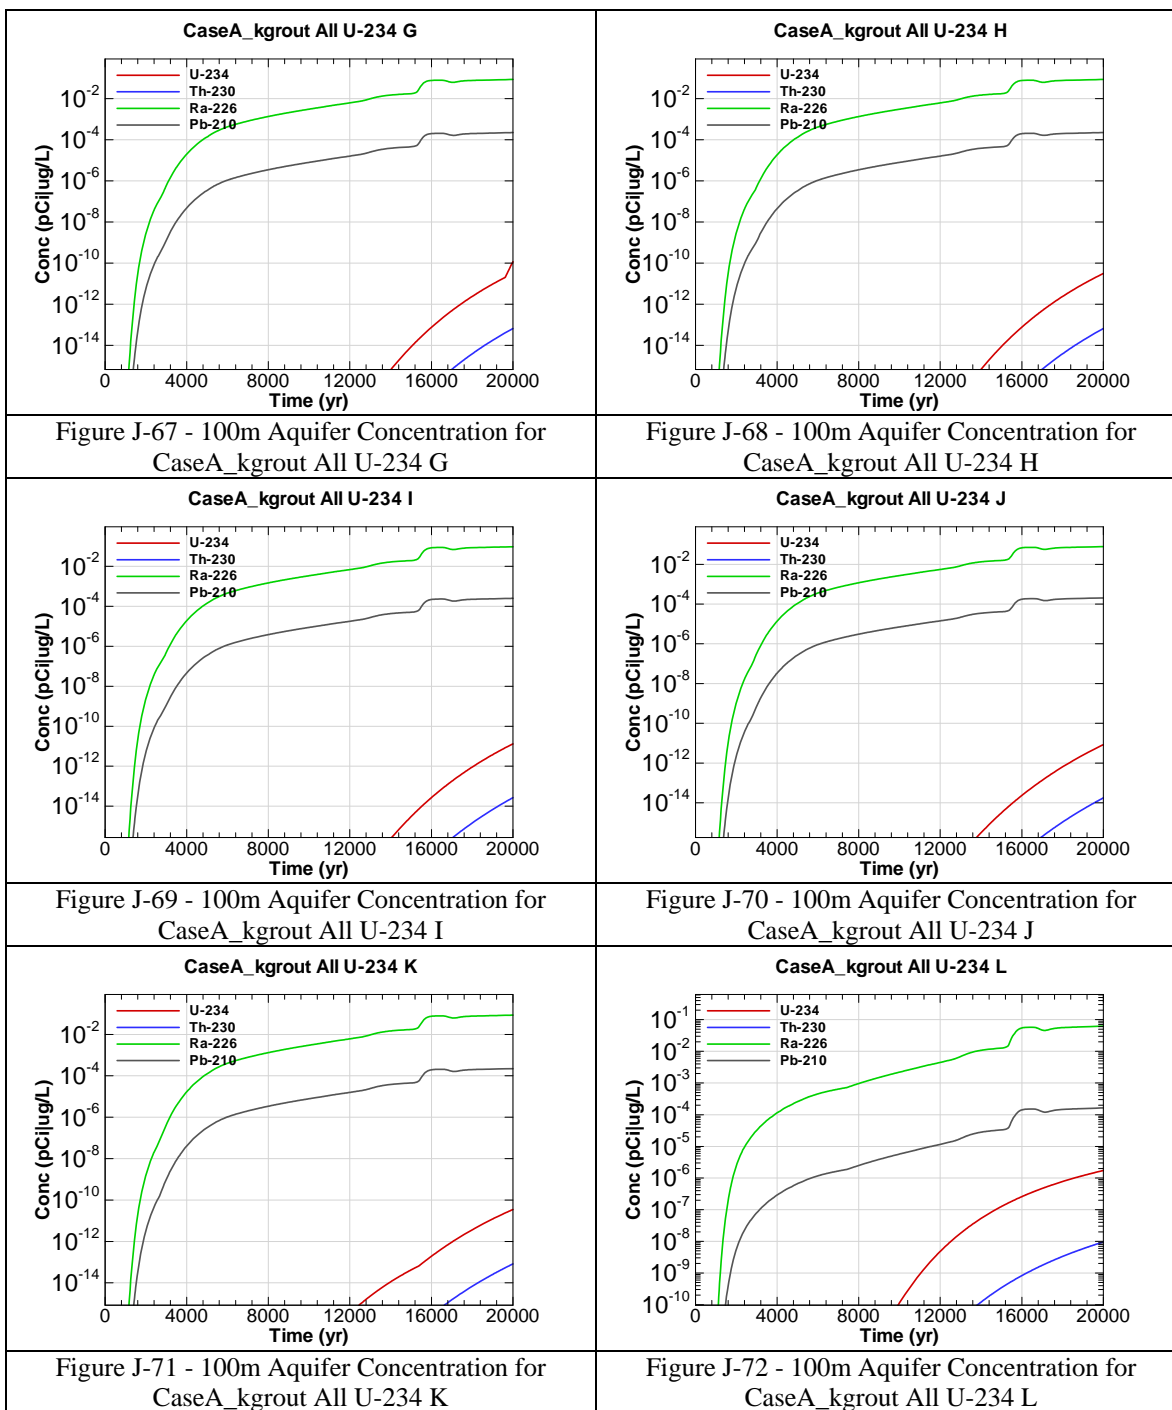 CaseA_kgrout All U-234 G
U-234
Th-230
Ra-226
Pb-210
Conc (pCi|ug/L)
10-2
10-4
10-6
10-8
10-10
10-12
10-14
0 4000 8000 12000 16000 20000
Time (yr)
Figure J-67 - 100m Aquifer Concentration for
CaseA_kgrout All U-234 G
CaseA_kgrout All U-234 H
U-234
Th-230
Ra-226
Pb-210
Conc (pCi|ug/L)
10-2
10-4
10-6
10-8
10-10
10-12
10-14
0 4000 8000 12000 16000 20000
Time (yr)
Figure J-68 - 100m Aquifer Concentration for
CaseA_kgrout All U-234 H
CaseA_kgrout All U-234 I
U-234
Th-230
Ra-226
Pb-210
Conc (pCi|ug/L)
10-2
10-4
10-6
10-8
10-10
10-12
10-14
0 4000 8000 12000 16000 20000
Time (yr)
Figure J-69 - 100m Aquifer Concentration for
CaseA_kgrout All U-234 I
CaseA_kgrout All U-234 J
U-234
Th-230
Ra-226
Pb-210
Conc (pCi|ug/L)
10-2
10-4
10-6
10-8
10-10
10-12
10-14
0 4000 8000 12000 16000 20000
Time (yr)
Figure J-70 - 100m Aquifer Concentration for
CaseA_kgrout All U-234 J
CaseA_kgrout All U-234 K
U-234
Th-230
Ra-226
Pb-210
Conc (pCi|ug/L)
10-2
10-4
10-6
10-8
10-10
10-12
10-14
0 4000 8000 12000 16000 20000
Time (yr)
Figure J-71 - 100m Aquifer Concentration for
CaseA_kgrout All U-234 K
CaseA_kgrout All U-234 L
U-234
Th-230
Ra-226
Pb-210
Conc (pCi|ug/L)
10-1
10-2
10-3
10-4
10-5
10-6
10-7
10-8
10-9
10-10
0 4000 8000 12000 16000 20000
Time (yr)
Figure J-72 - 100m Aquifer Concentration for
CaseA_kgrout All U-234 L